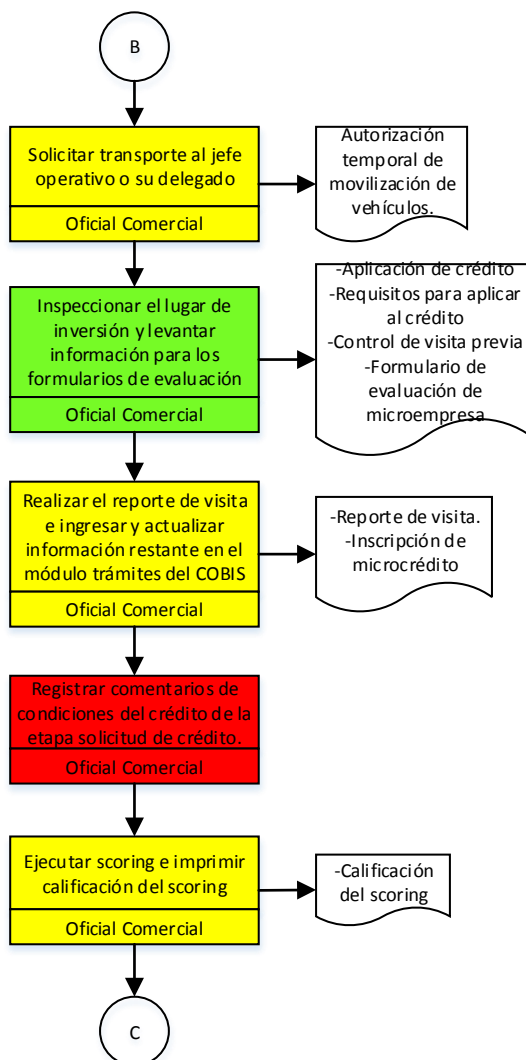 B
Solicitar transporte al jefe
operativo o su delegado
Oficial Comercial
Autorización
temporal de
movilización de
vehículos.
Inspeccionar el lugar de
inversión y levantar
información para los
formularios de evaluación
Oficial Comercial
-Aplicación de crédito
-Requisitos para aplicar
al crédito
-Control de visita previa
-Formulario de
evaluación de
microempresa
Realizar el reporte de visita
e ingresar y actualizar
información restante en el
módulo trámites del COBIS
Oficial Comercial
-Reporte de visita.
-Inscripción de
microcrédito
Registrar comentarios de
condiciones del crédito de la
etapa solicitud de crédito.
Oficial Comercial
Ejecutar scoring e imprimir
calificación del scoring
Oficial Comercial
-Calificación
del scoring
C